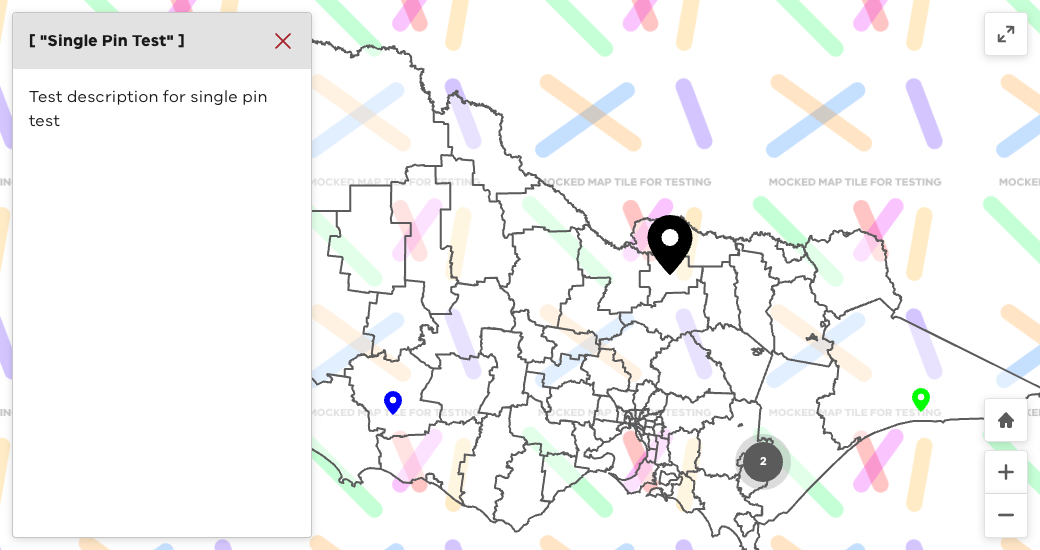 [ "Single Pin Test" ]
Test description for single pin
test
MOCKED MAP TILE FOR TESTING
MOCKED MAP TILE FOR TESTING
MOCKED MAP TILE FOR TESTING
MOCKED
MOCKED MAP TILE FOR TESTING
MOCKED MAP TILE FOR TESTING
MOCKED MAP TILE FOR TESTING
2